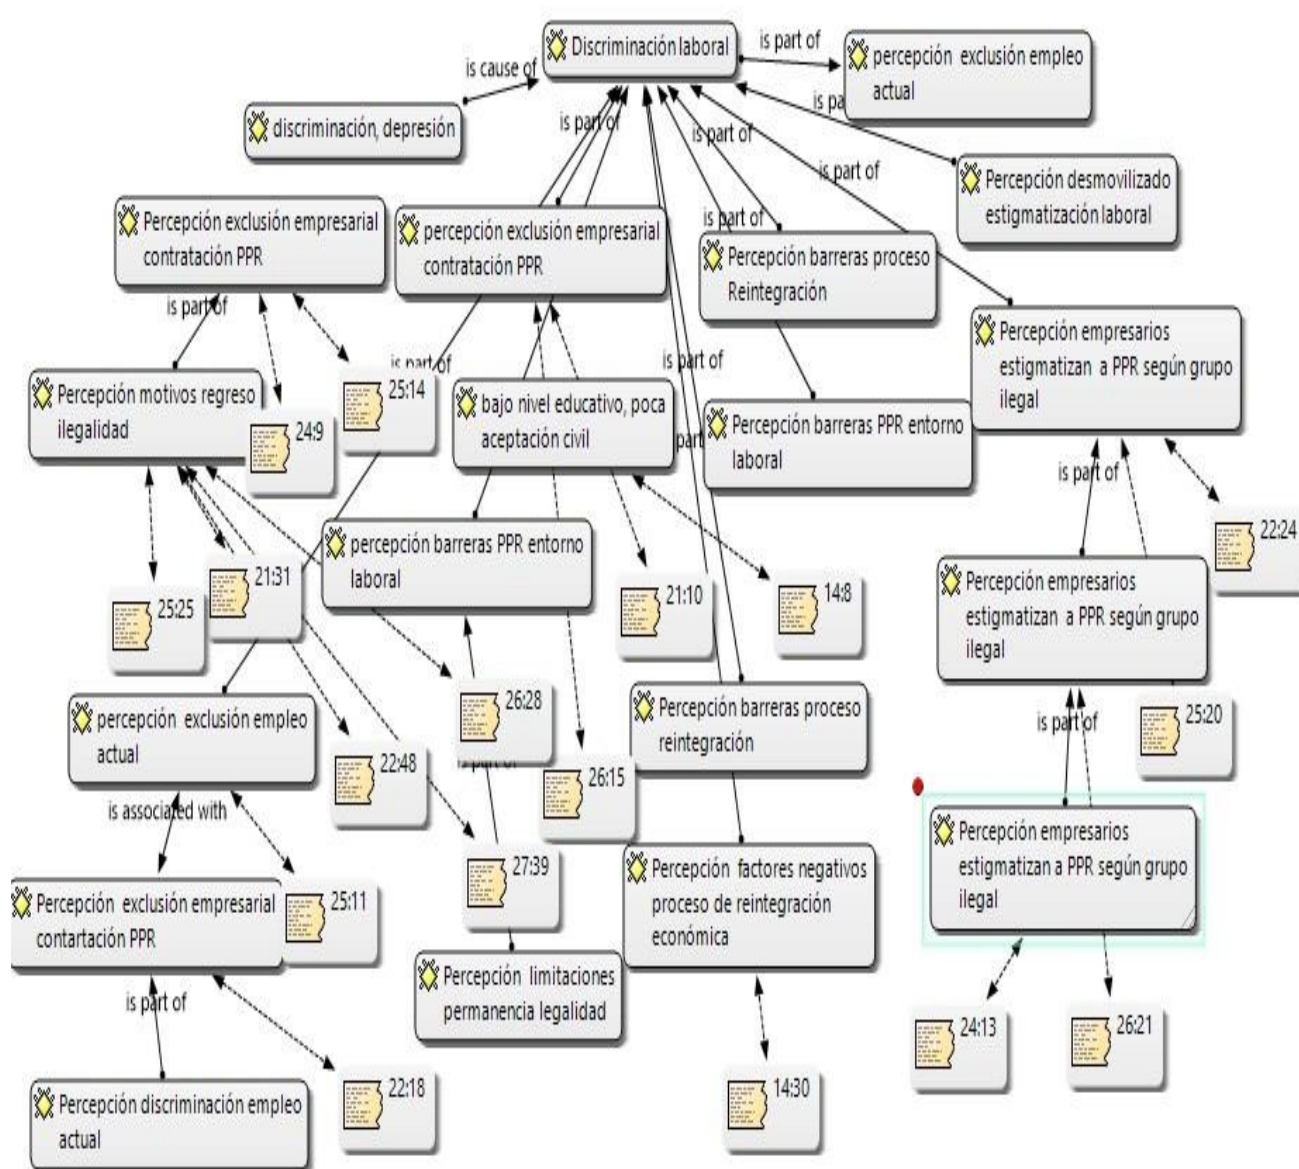 Discriminación laboral
is part of
percepción exclusión empleo
actual
is cause of
discriminación, depresión
is part of
is part of
is part of
Percepción desmovilizado
estigmatización laboral
Percepción exclusión empresarial
contratación PPR
percepción exclusión empresarial
contratación PPR
is part of
Percepción barreras proceso
Reintegración
is part of
Percepción empresarios
estigmatizan a PPR según grupo
ilegal
is part of
is part of
Percepción motivos regreso
ilegalidad
25:14
bajo nivel educativo, poca
aceptación civil
24:9
part
Percepción barreras PPR entorno
laboral
is part of
22:24
percepción barreras PPR entorno
laboral
21:31
25:25
21:10
14:8
Percepción empresarios
estigmatizan a PPR según grupo
ilegal
percepción exclusión empleo
actual
26:28
Percepción barreras proceso
reintegración
25:20
is part of
22:48
is part of
26:15
is associated with
27:39
Percepción factores negativos
proceso de reintegración
económica
Percepción empresarios
estigmatizan a PPR según grupo
ilegal
Percepción exclusión empresarial
contartación PPR
25:11
Percepción limitaciones
permanencia legalidad
is part of
24:13
26:21
22:18
14:30
Percepción discriminación empleo
actual